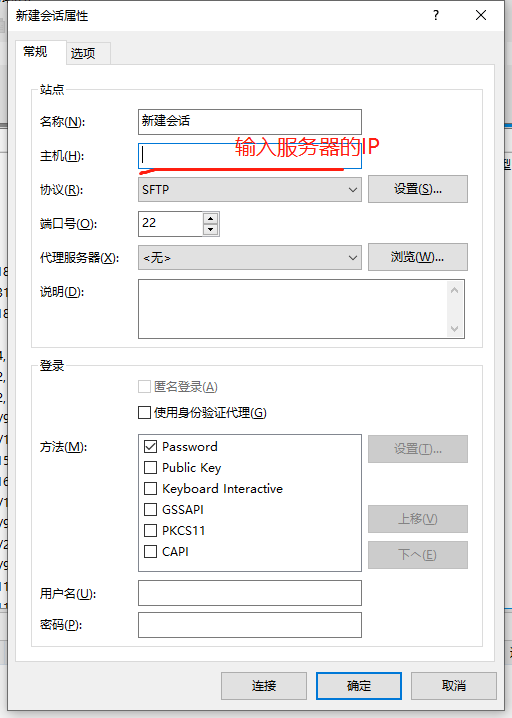 新建会话属性
?
常规
选项
站点
名称(N):
新建会话
主机(H):
输入服务器的IP
协议(R):
SFTP
设置(S)...
端口号(O):
22
代理服务器(X):
<无>
浏览(W)...
说明(D):
登录
匿名登录(A)
使用身份验证代理(G)
方法(M):
Password
设置(T)...
Public Key
Keyboard Interactive
GSSAPI
上移(V)
PKCS11
CAPI
下へ(E)
用户名(U):
密码(P):
连接
确定
取消